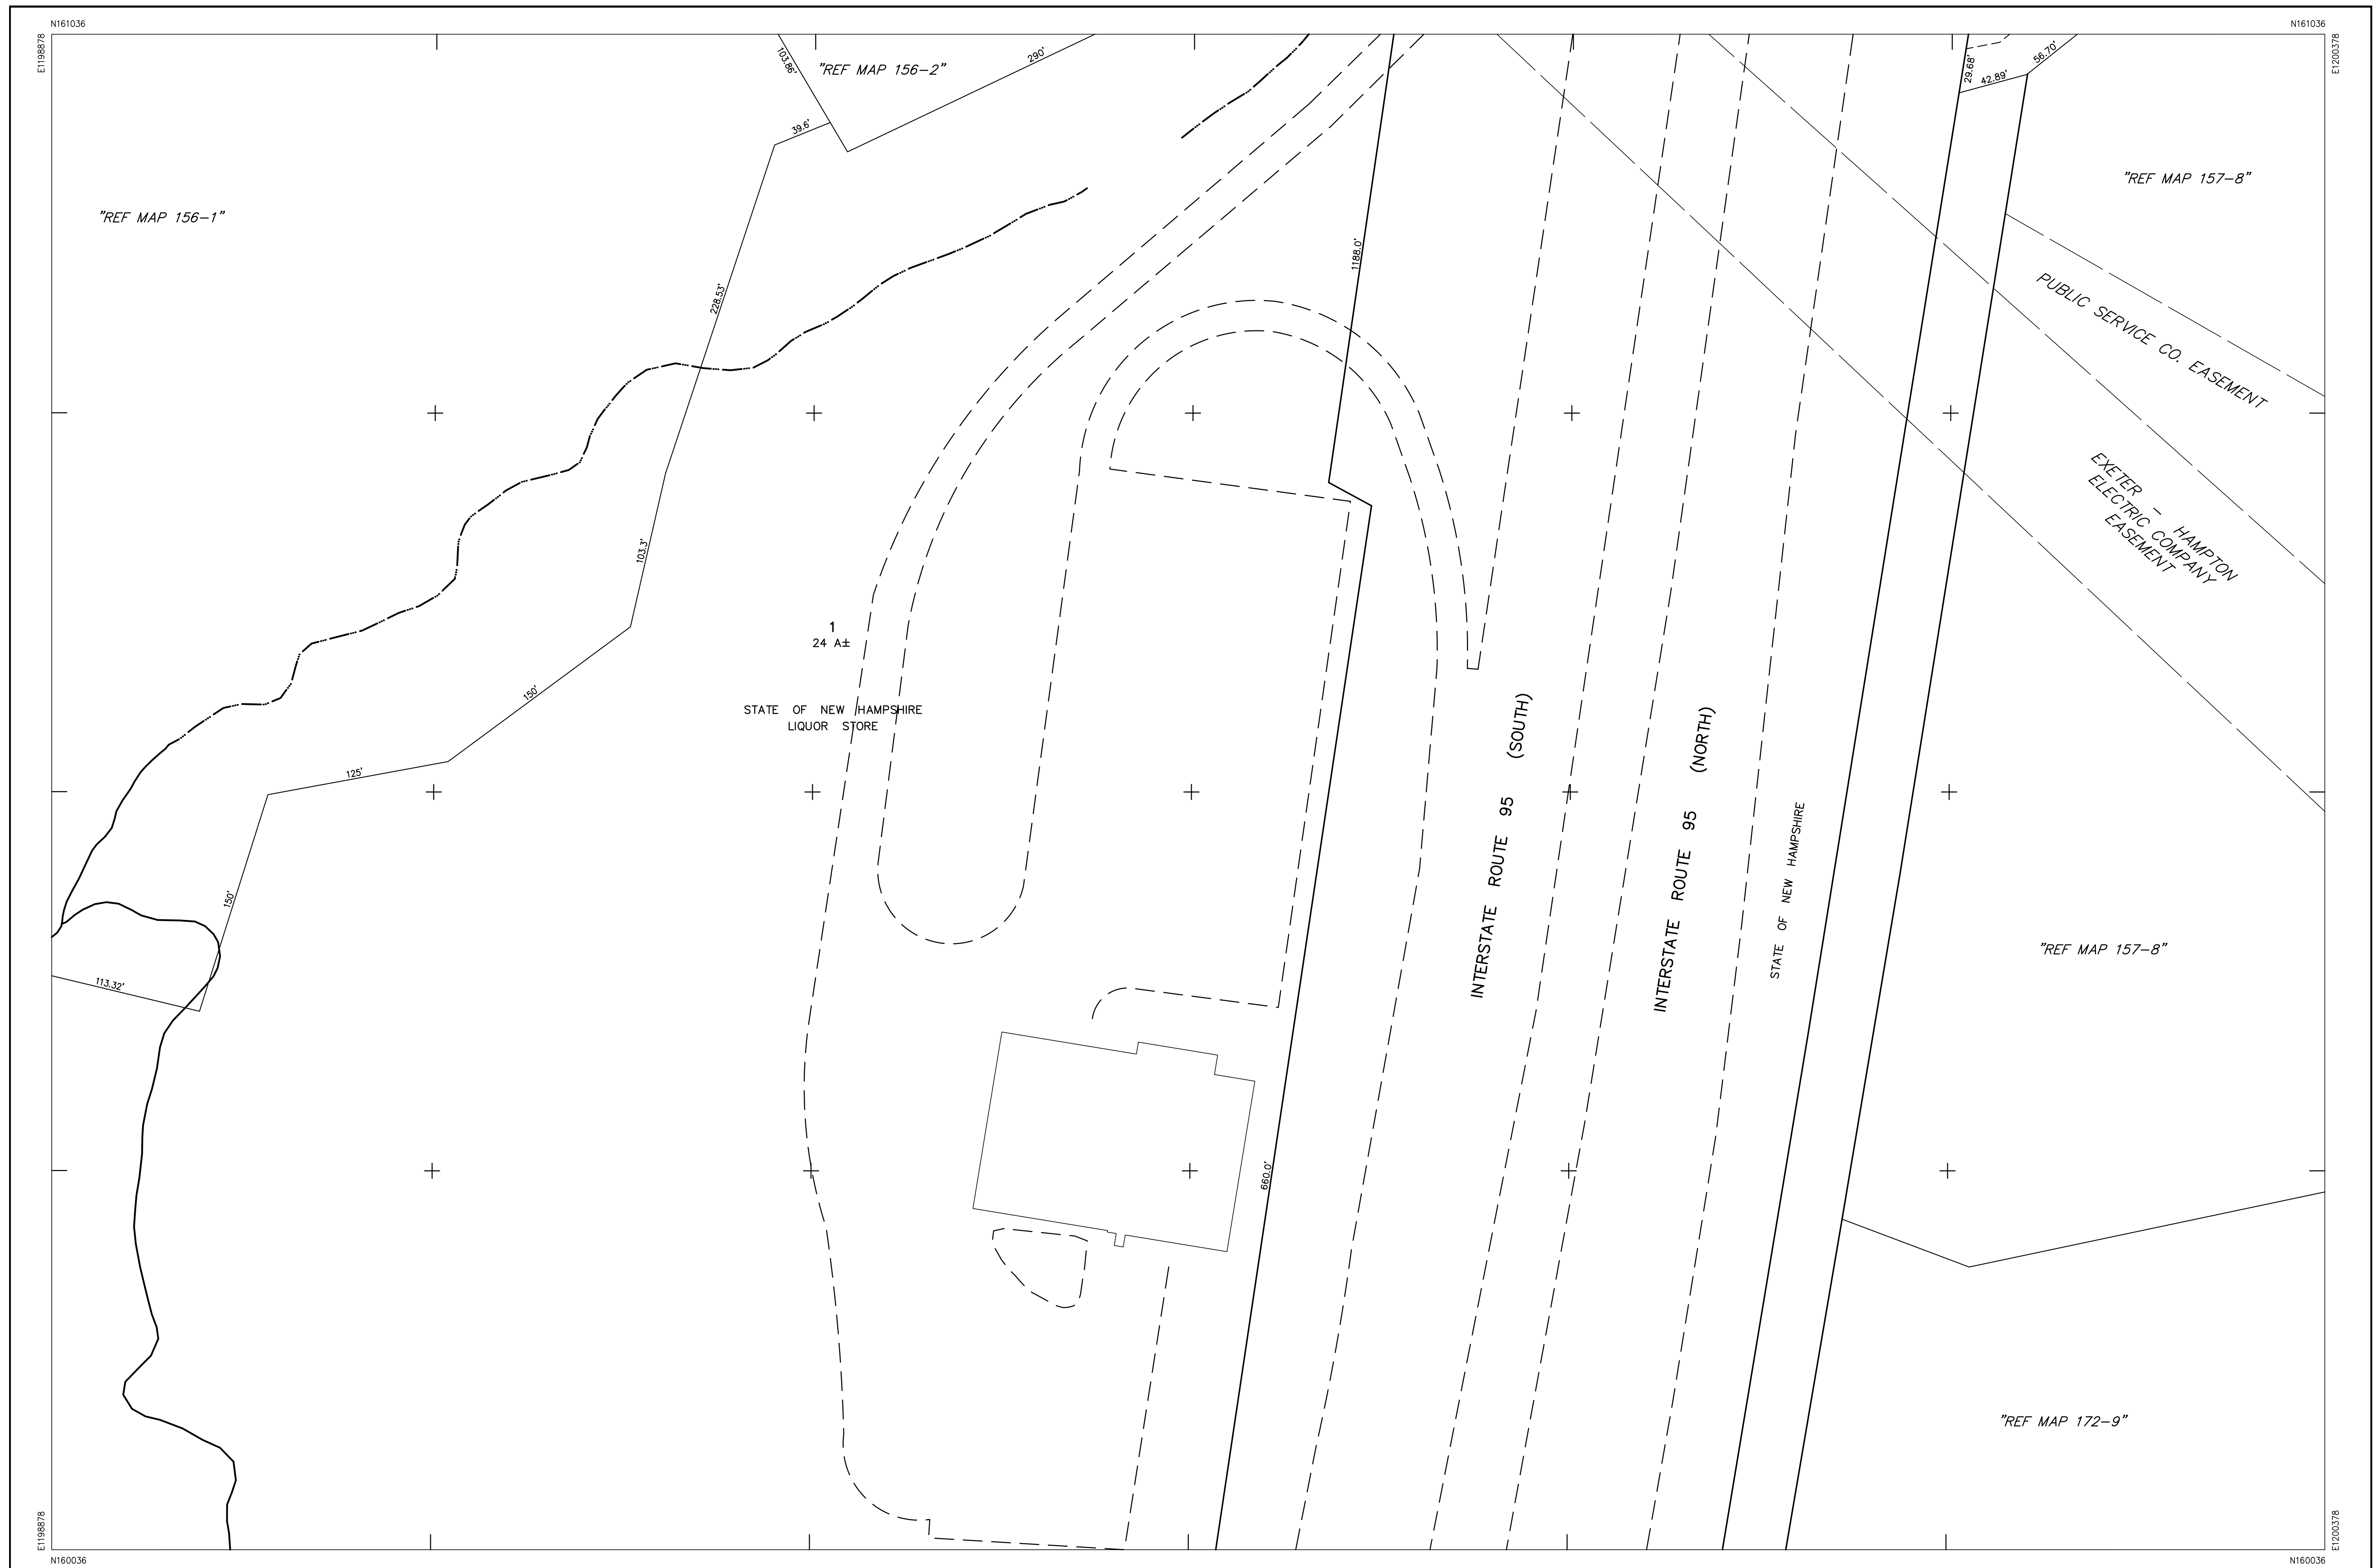 N161036
N161036
E1198878
E1200378
103.86'
"REF MAP 156-2"
290'
29.68'
42.89'
56.70'
39.6'
"REF MAP 157-8"
"REF MAP 156-1"
1188.0'
228.53'
PUBLIC SERVICE CO. EASEMENT
EXETER - HAMPTON
ELECTRIC COMPANY
EASEMENT
103.3'
1
24 A±
150'
STATE OF NEW HAMPSHIRE
LIQUOR STORE
125'
INTERSTATE ROUTE 95 (SOUTH)
INTERSTATE ROUTE 95 (NORTH)
STATE OF NEW HAMPSHIRE
150'
"REF MAP 157-8"
113.32'
660.0'
"REF MAP 172-9"
E1198878
E1200378
N160036
N160036